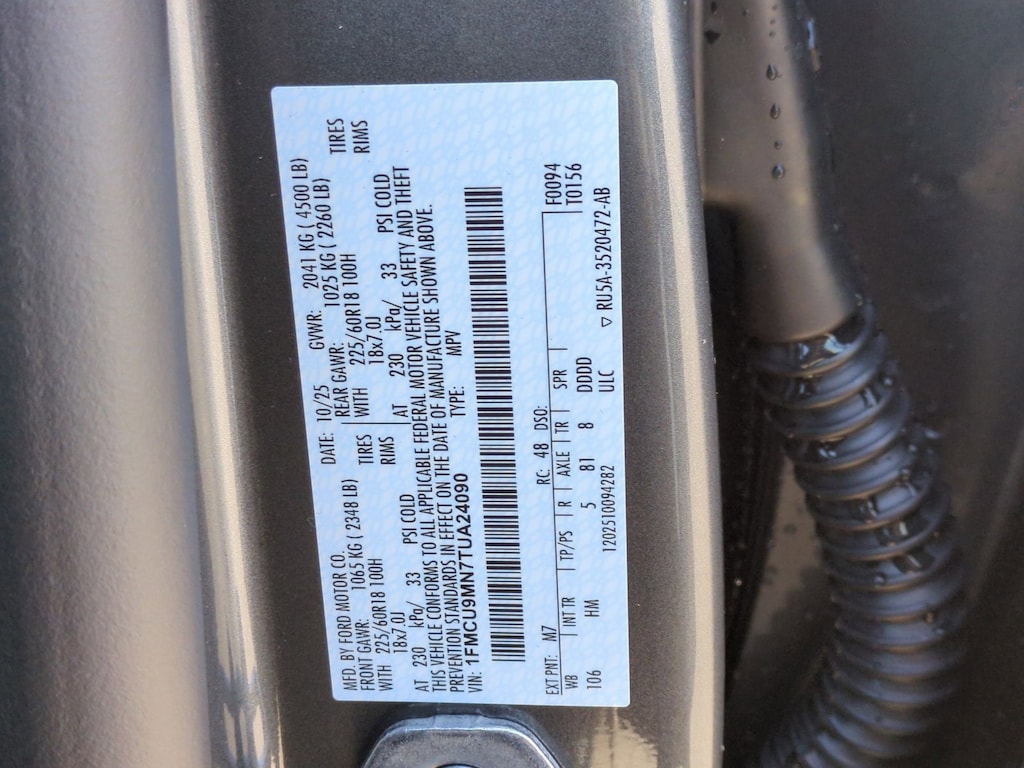 MFD. BY FORD MOTOR CO. DATE: 10/25 GVWR: 2041 KG ( 4500 LB)
FRONT GAWR: 1065 KG ( 2348 LB) REAR GAWR: 1025 KG ( 2260 LB)
WITH 225/60R18 100H TIRES WITH 225/60R18 100H TIRES
18x7.0J RIMS 18x7.0J RIMS
AT 230 kPa/ 33 PSI COLD AT 230 kPa/ 33 PSI COLD
THIS VEHICLE CONFORMS TO ALL APPLICABLE FEDERAL MOTOR VEHICLE SAFETY AND THEFT
PREVENTION STANDARDS IN EFFECT ON THE DATE OF MANUFACTURE SHOWN ABOVE.
VIN: 1FMCU9MN7TUA24090 TYPE: MPV
F0094
EXT PNT: M7 RC: 48 DSO: T0156
WB INT TR TP/PS R AXLE TR SPR
106 HM 5 81 8 DDDD
1202510094282 ULC ▽ RU5A-3520472-AB